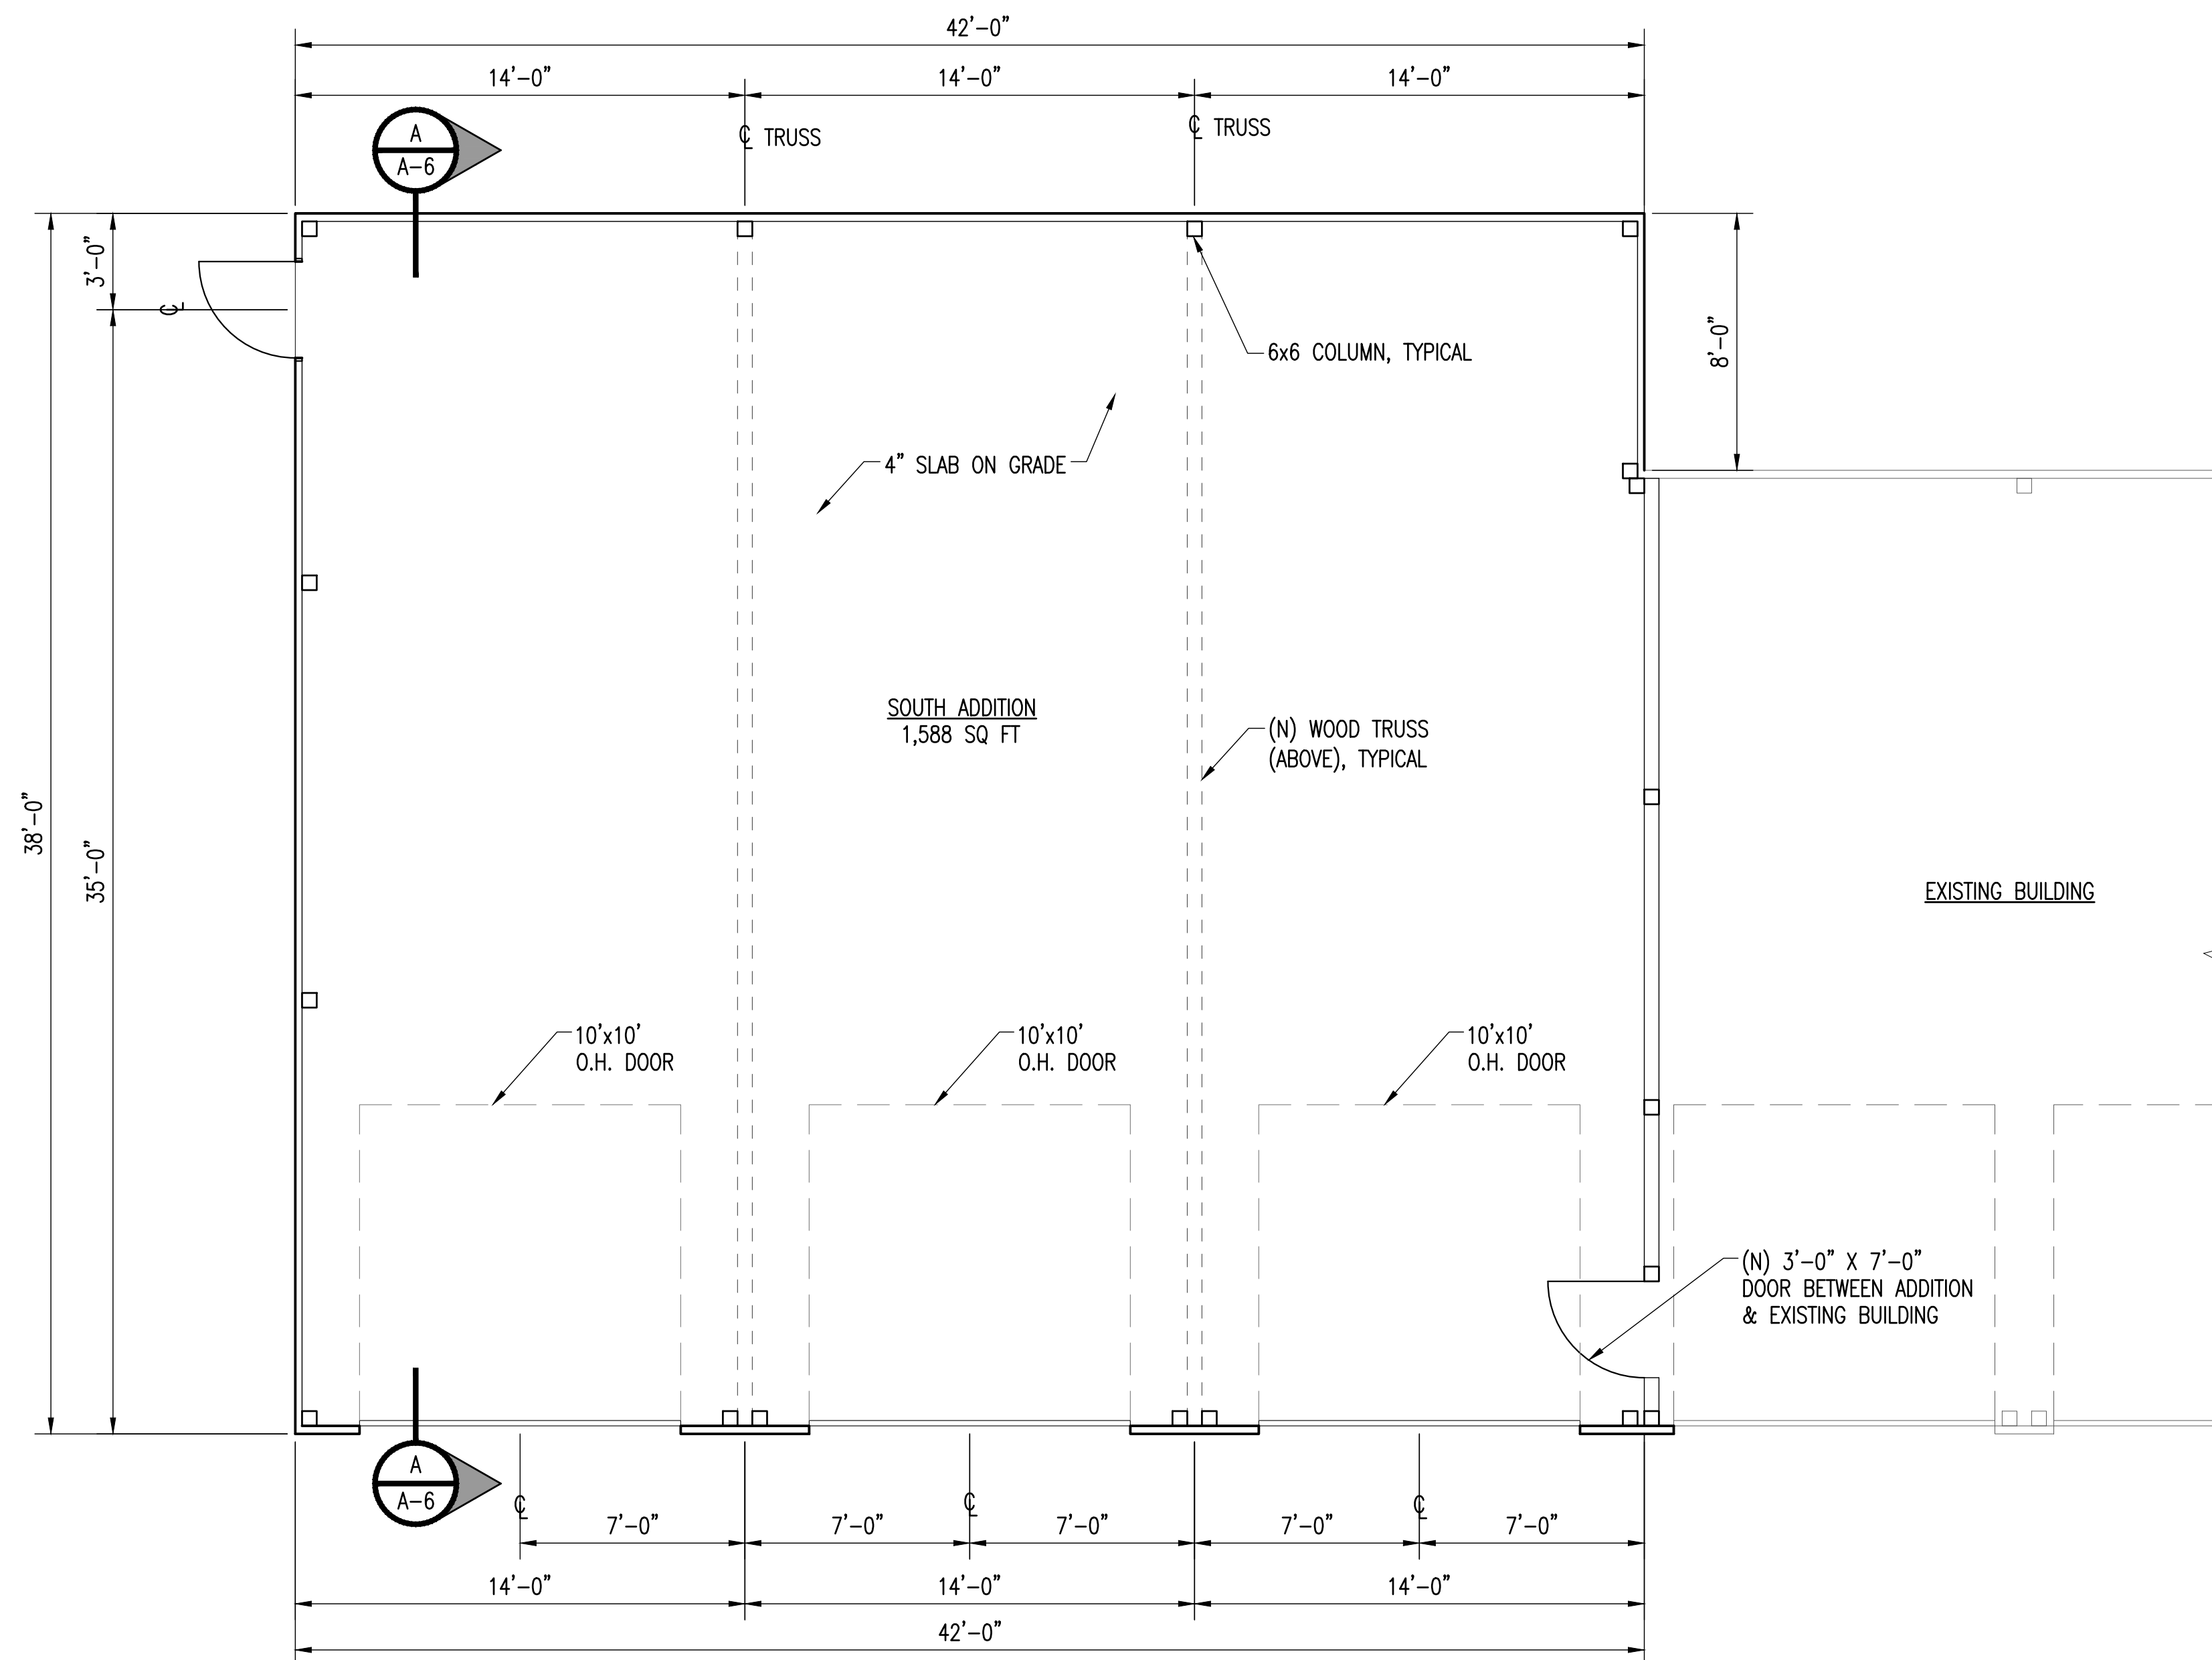 42'-0"
14'-0"
14'-0"
14'-0"
A
A-6
℄ TRUSS
℄ TRUSS
3'-0"
℄
8'-0"
6x6 COLUMN, TYPICAL
4" SLAB ON GRADE
SOUTH ADDITION
1,588 SQ FT
(N) WOOD TRUSS
(ABOVE), TYPICAL
38'-0"
35'-0"
EXISTING BUILDING
10'x10'
O.H. DOOR
10'x10'
O.H. DOOR
10'x10'
O.H. DOOR
(N) 3'-0" X 7'-0"
DOOR BETWEEN ADDITION
& EXISTING BUILDING
A
A-6
℄
℄
℄
7'-0"
7'-0"
7'-0"
7'-0"
7'-0"
14'-0"
14'-0"
14'-0"
42'-0"